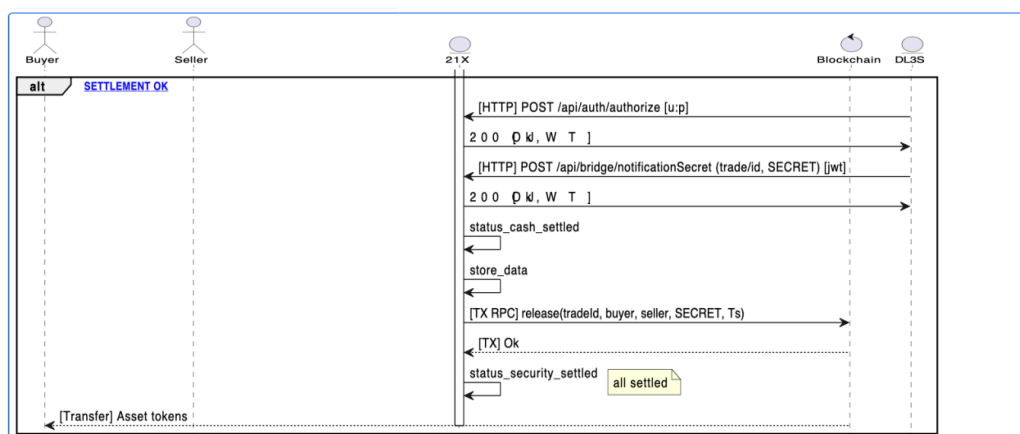 Buyer
Seller
21X
Blockchain
DL3S
alt
SETTLEMENT OK
[HTTP] POST /api/auth/authorize [u:p]
200
[HTTP] POST /api/bridge/notificationSecret (trade/id, SECRET) [jwt]
200
status_cash_settled
store_data
[TX RPC] release(tradeId, buyer, seller, SECRET, Ts)
[TX] Ok
status_security_settled
all settled
[Transfer] Asset tokens